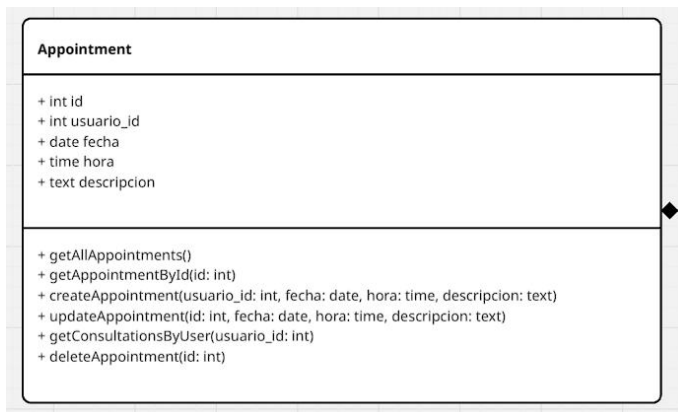 Appointment
+ int id
+ int usuario_id
+ date fecha
+ time hora
+ text descripcion
+ getAllAppointments()
+ getAppointmentById(id: int)
+ createAppointment(usuario_id: int, fecha: date, hora: time, descripcion: text)
+ updateAppointment(id: int, fecha: date, hora: time, descripcion: text)
+ getConsultationsByUser(usuario_id: int)
+ deleteAppointment(id: int)